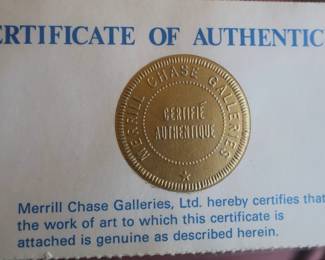 ERTIFICATE OF AUTHENTIC
MERRILL CHASE GALLERIES
CERTIFIÉ
AUTHENTIQUE
Merrill Chase Galleries, Ltd. hereby certifies that
the work of art to which this certificate is
attached is genuine as described herein.